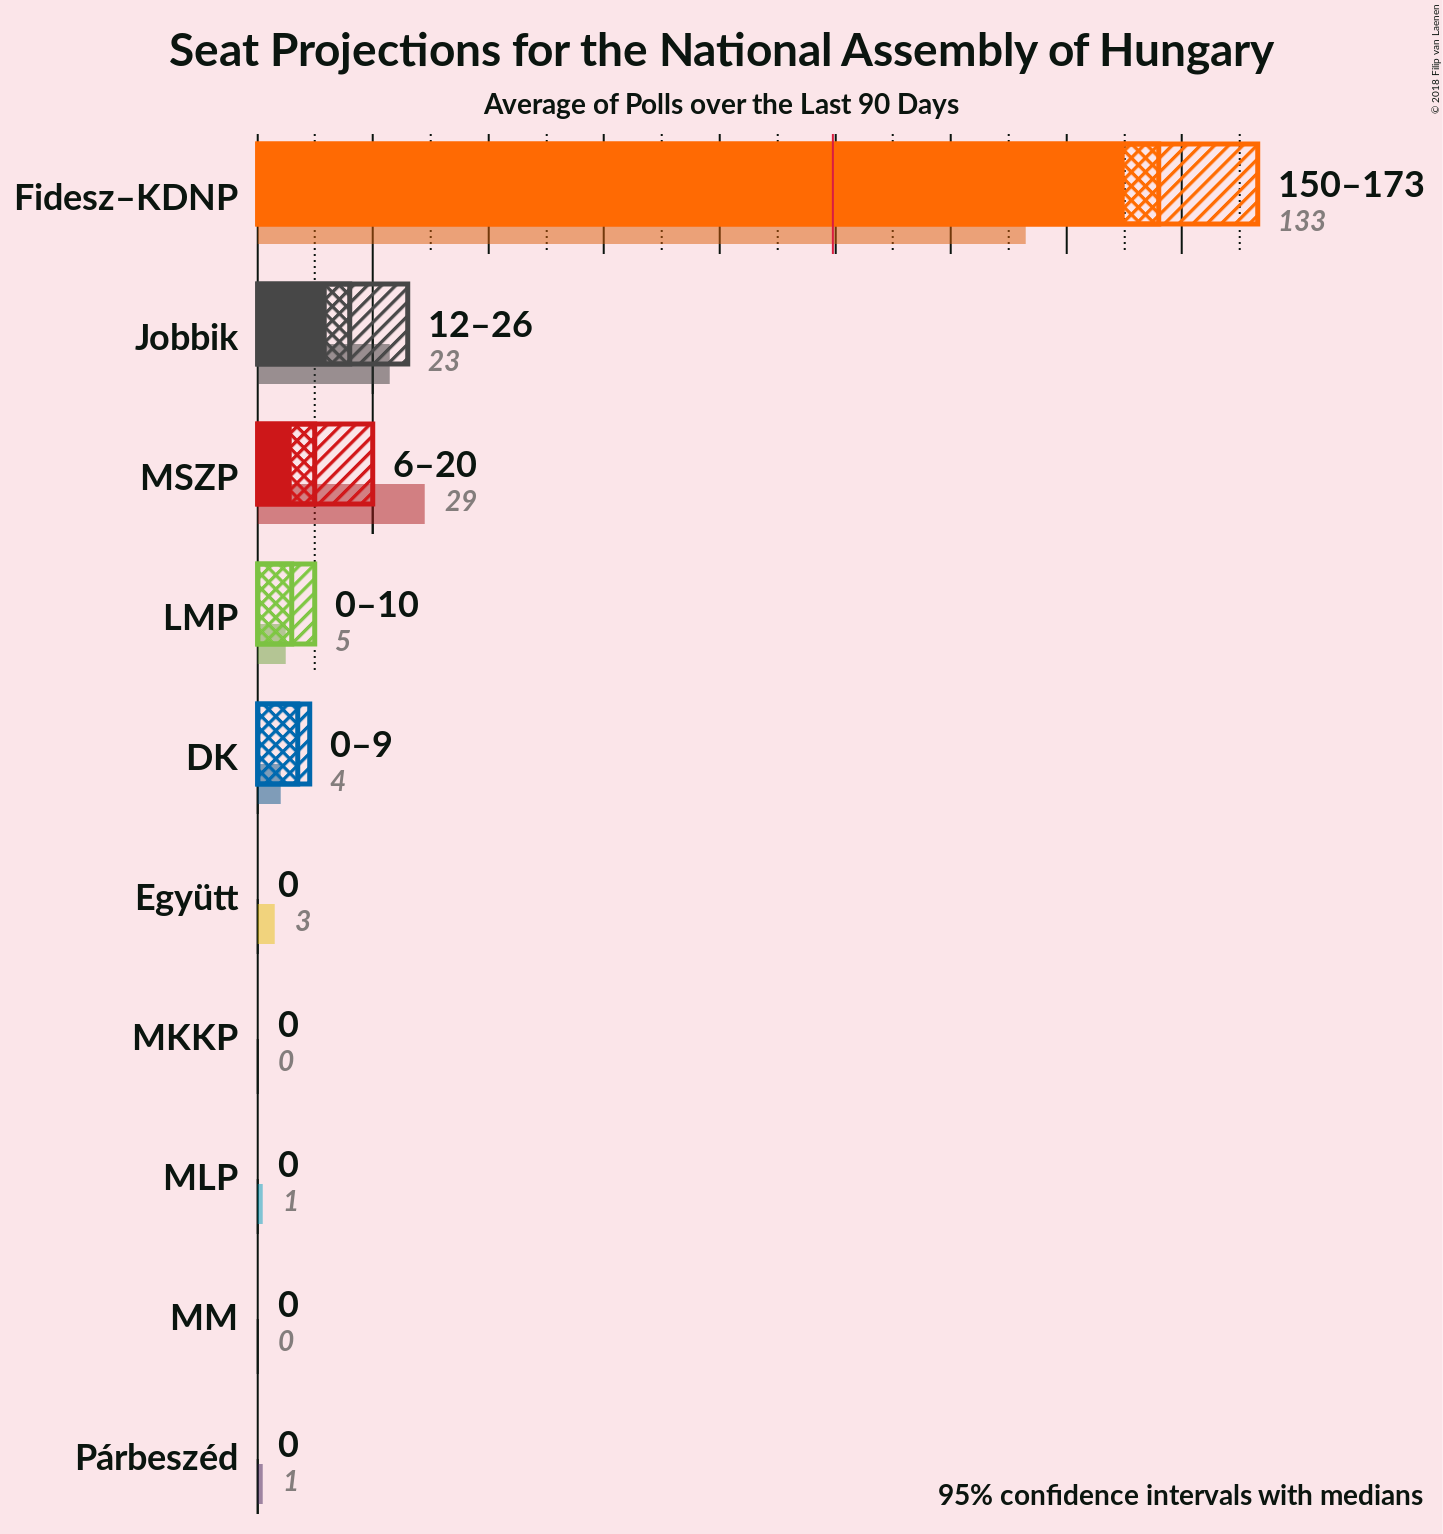 Seat Projections for the National Assembly of Hungary
Average of Polls over the Last 90 Days
© 2018 Filip van Laenen
Fidesz–KDNP
150–173
133
Jobbik
12–26
23
MSZP
6–20
29
LMP
0–10
5
DK
0–9
4
Együtt
0
3
MKKP
0
0
MLP
0
1
MM
0
0
Párbeszéd
0
1
95% confidence intervals with medians